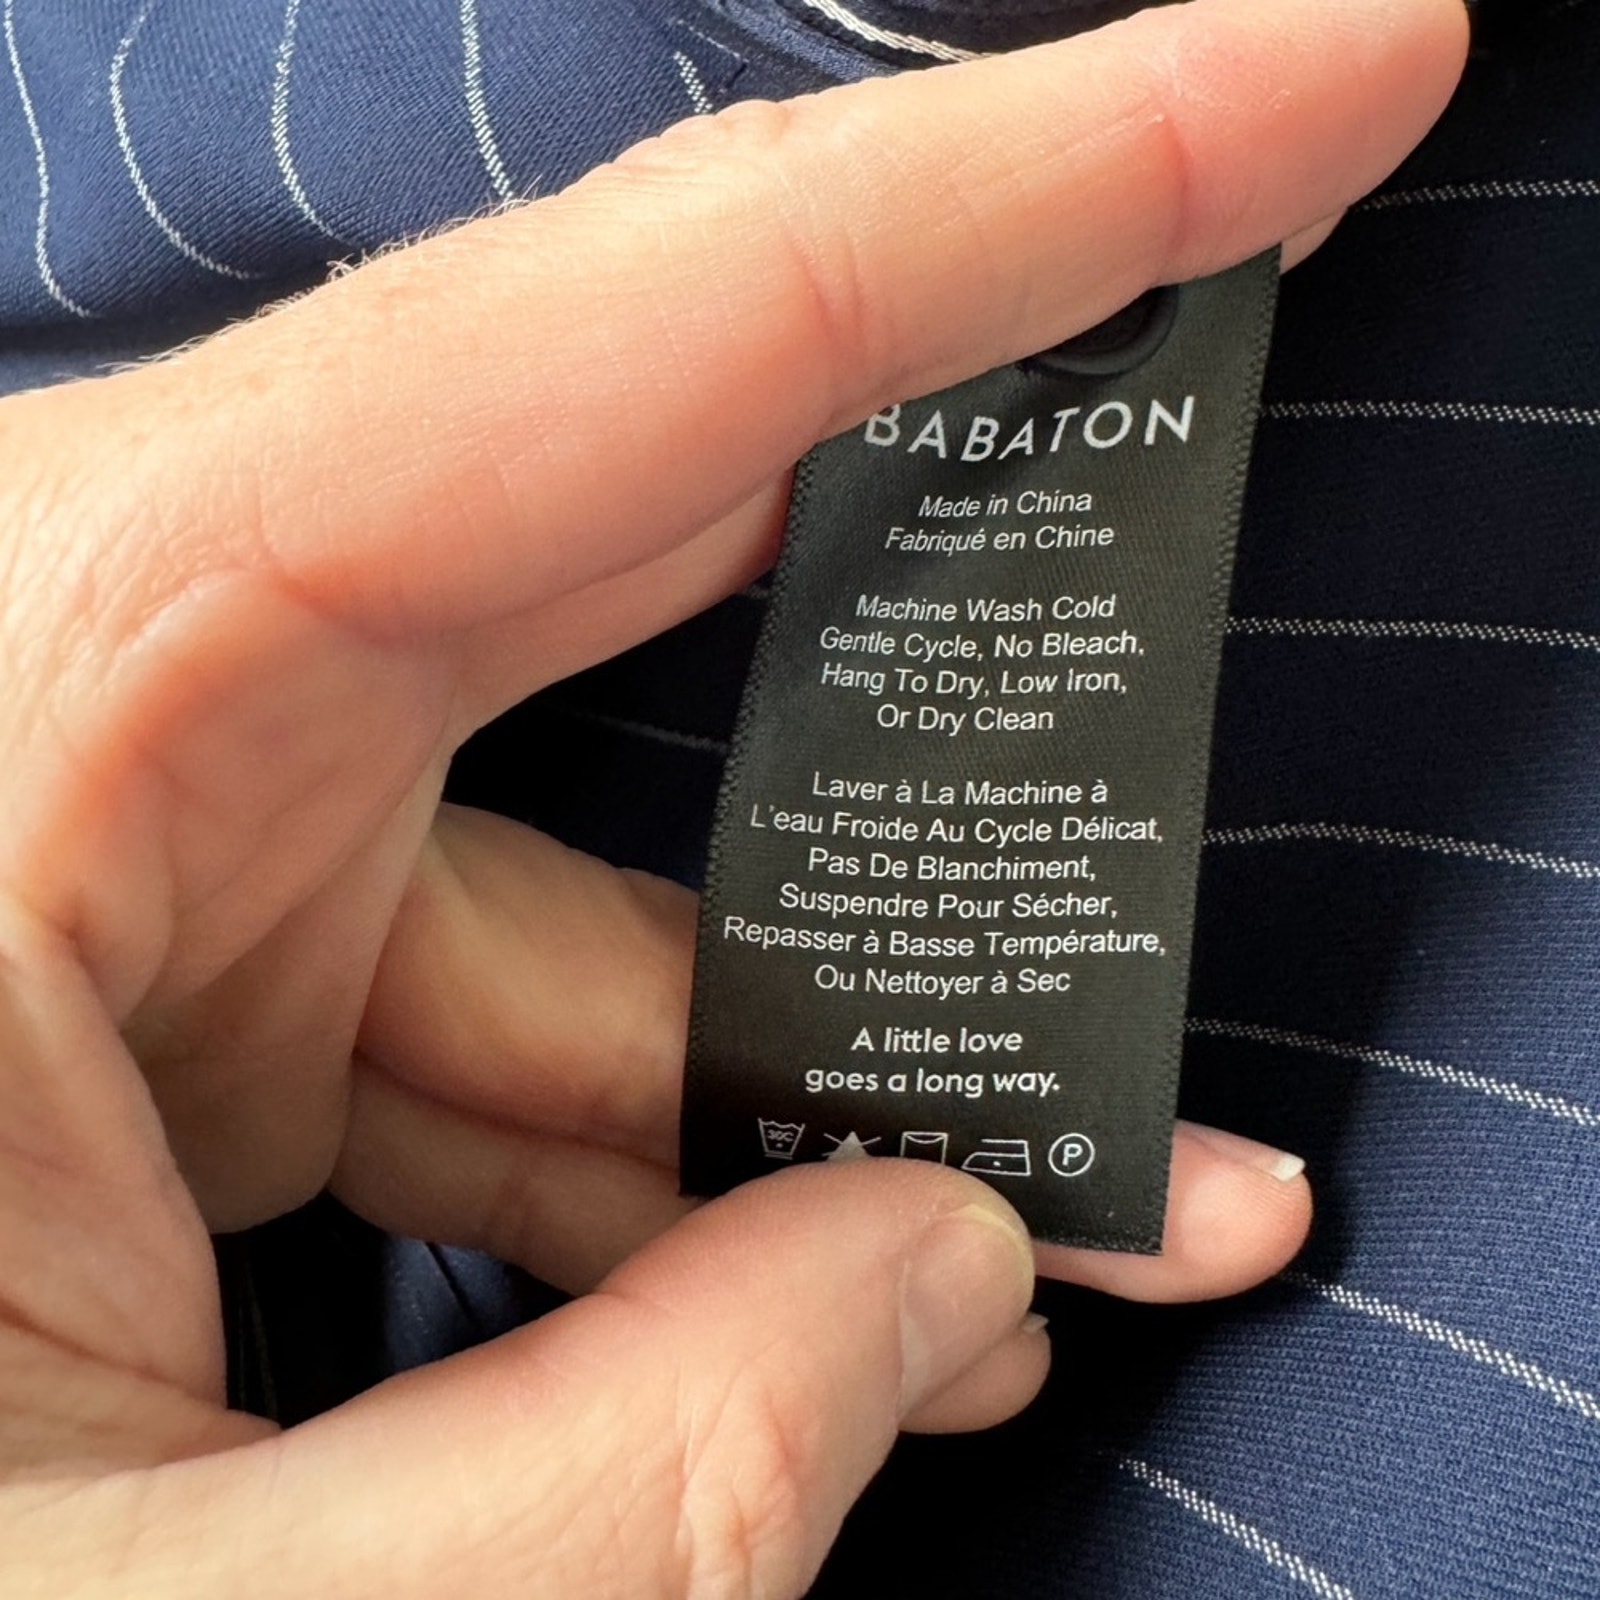 BABATON
Made in China
Fabriqué en Chine
Machine Wash Cold
Gentle Cycle, No Bleach,
Hang To Dry, Low Iron,
Or Dry Clean
Laver à La Machine à
L'eau Froide Au Cycle Délicat,
Pas De Blanchiment,
Suspendre Pour Sécher,
Repasser à Basse Température,
Ou Nettoyer à Sec
A little love
goes a long way.
30C P